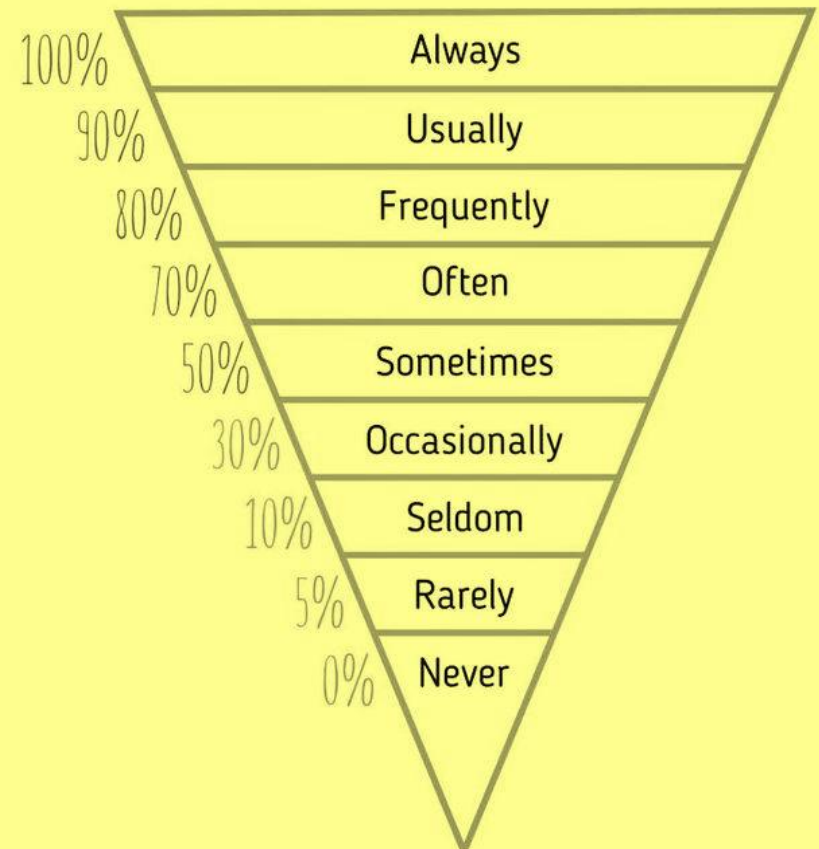 100% Always
90% Usually
80% Frequently
70% Often
50% Sometimes
30% Occasionally
10% Seldom
5% Rarely
0% Never